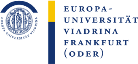 EUROPA-
UNIVERSITÄT
VIADRINA
FRANKFURT
(ODER)